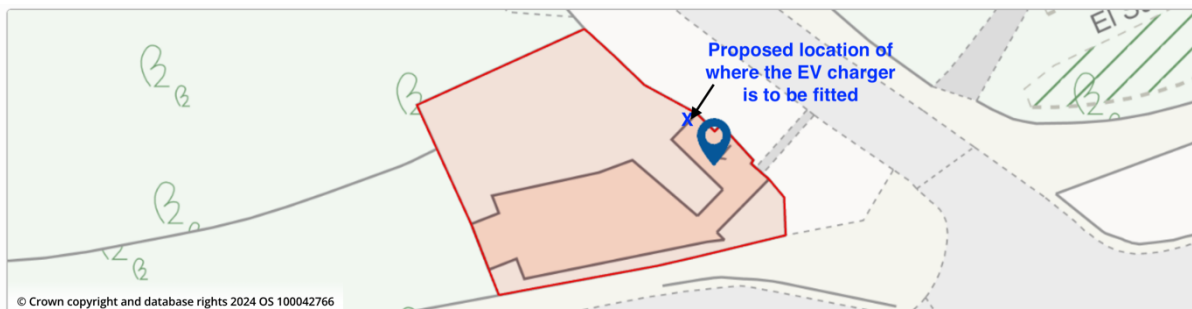 Proposed location of
where the EV charger
is to be fitted
X
El
© Crown copyright and database rights 2024 OS 100042766